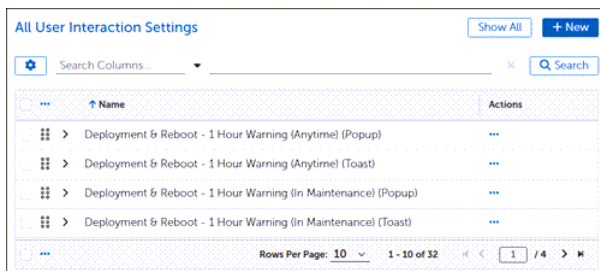 All User Interaction Settings
Show All
+ New
Search Columns...
Search
Name
Actions
Deployment & Reboot - 1 Hour Warning (Anytime) (Popup)
Deployment & Reboot - 1 Hour Warning (Anytime) (Toast)
Deployment & Reboot - 1 Hour Warning (In Maintenance) (Popup)
Deployment & Reboot - 1 Hour Warning (In Maintenance) (Toast)
Rows Per Page: 10 1 - 10 of 32 1 / 4